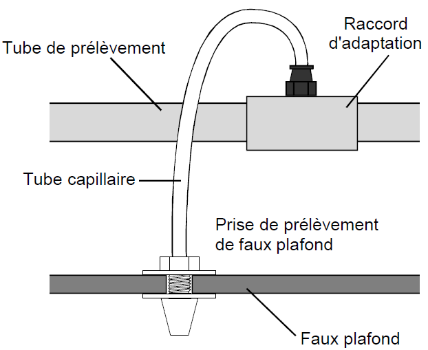 Raccord
d'adaptation
Tube de prélèvement
Tube capillaire
Prise de prélèvement
de faux plafond
Faux plafond